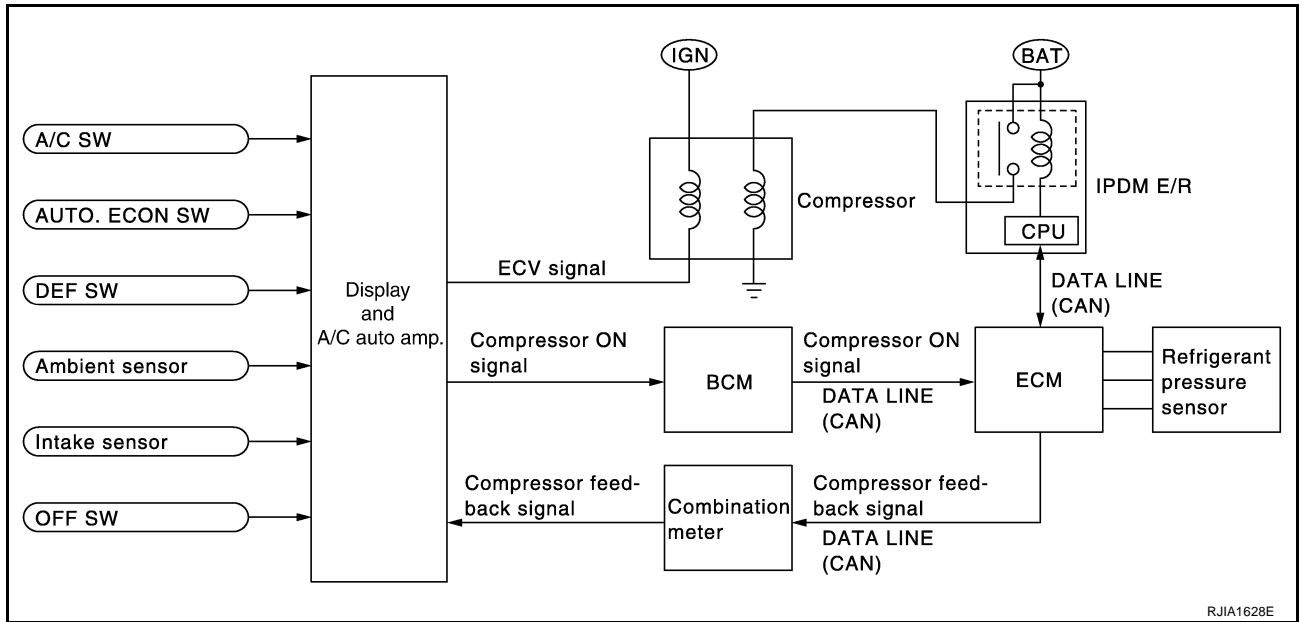 IGN
BAT
A/C SW
AUTO. ECON SW
DEF SW
Ambient sensor
Intake sensor
OFF SW
Display
and
A/C auto amp.
Compressor
IPDM E/R
CPU
ECV signal
DATA LINE
(CAN)
Compressor ON
signal
BCM
Compressor ON
signal
DATA LINE
(CAN)
ECM
Refrigerant
pressure
sensor
Compressor feed-
back signal
Combination
meter
Compressor feed-
back signal
DATA LINE
(CAN)
RJIA1628E